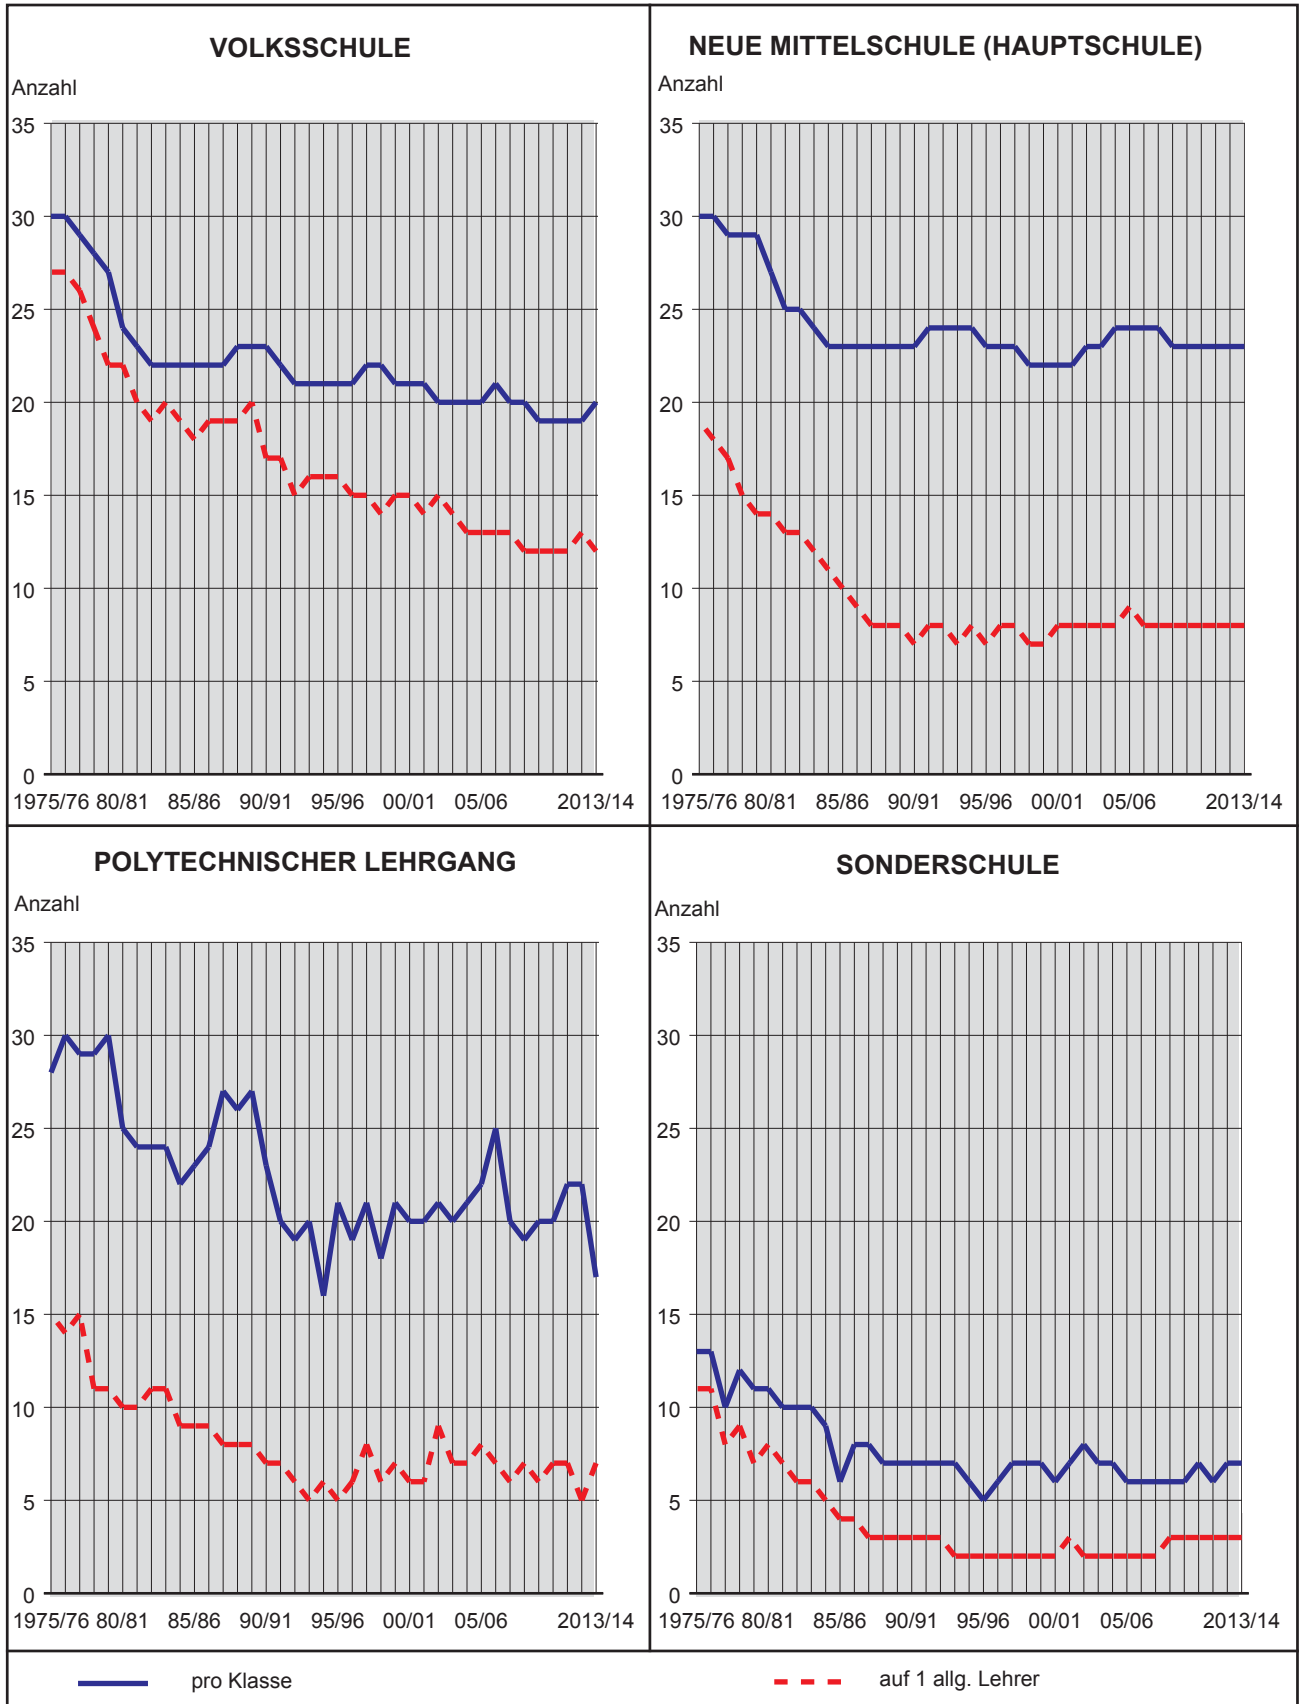 VOLKSSCHULE
Anzahl
35
30
25
20
15
10
5
0
1975/76 80/81 85/86 90/91 95/96 00/01 05/06 2013/14
NEUE MITTELSCHULE (HAUPTSCHULE)
Anzahl
35
30
25
20
15
10
5
0
1975/76 80/81 85/86 90/91 95/96 00/01 05/06 2013/14
POLYTECHNISCHER LEHRGANG
Anzahl
35
30
25
20
15
10
5
0
1975/76 80/81 85/86 90/91 95/96 00/01 05/06 2013/14
SONDERSCHULE
Anzahl
35
30
25
20
15
10
5
0
1975/76 80/81 85/86 90/91 95/96 00/01 05/06 2013/14
pro Klasse
auf 1 allg. Lehrer